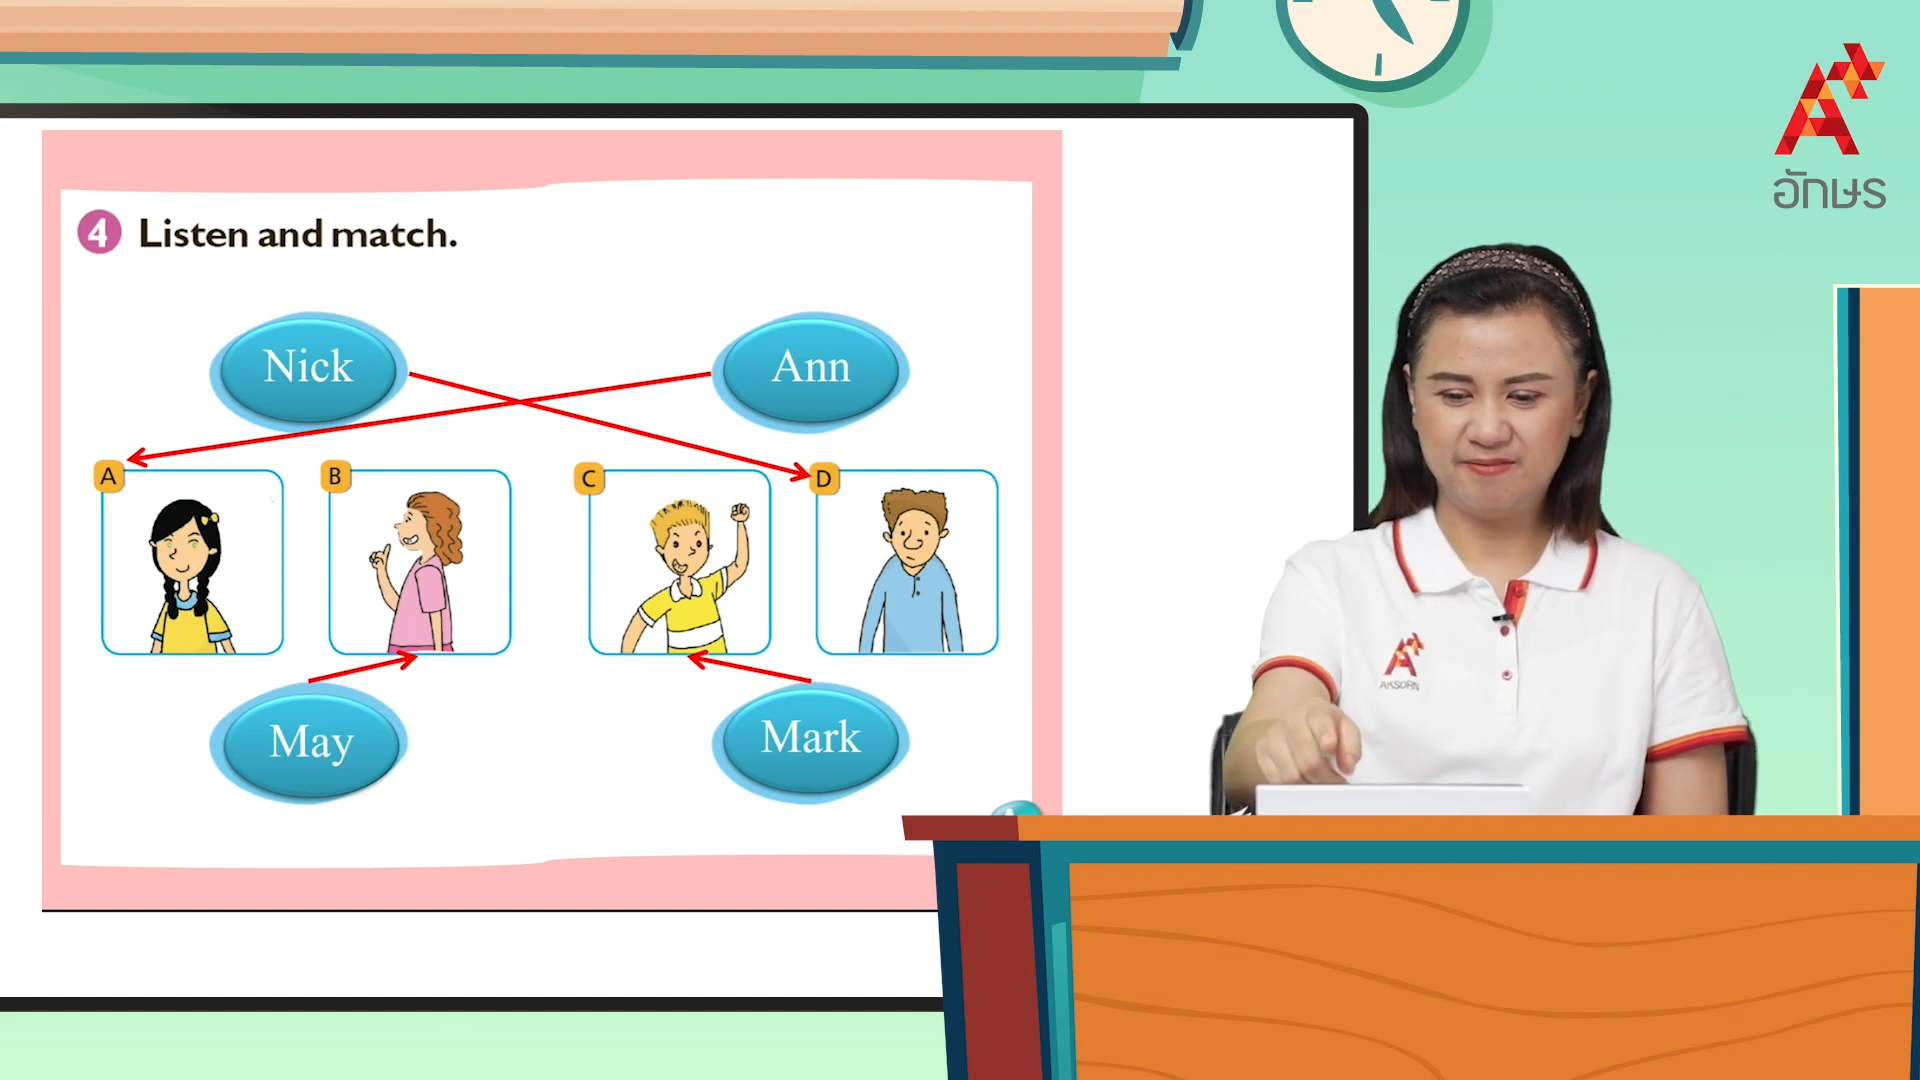 4 Listen and match.
Nick
Ann
A
B
C
D
May
Mark
อักษร
AKSORN